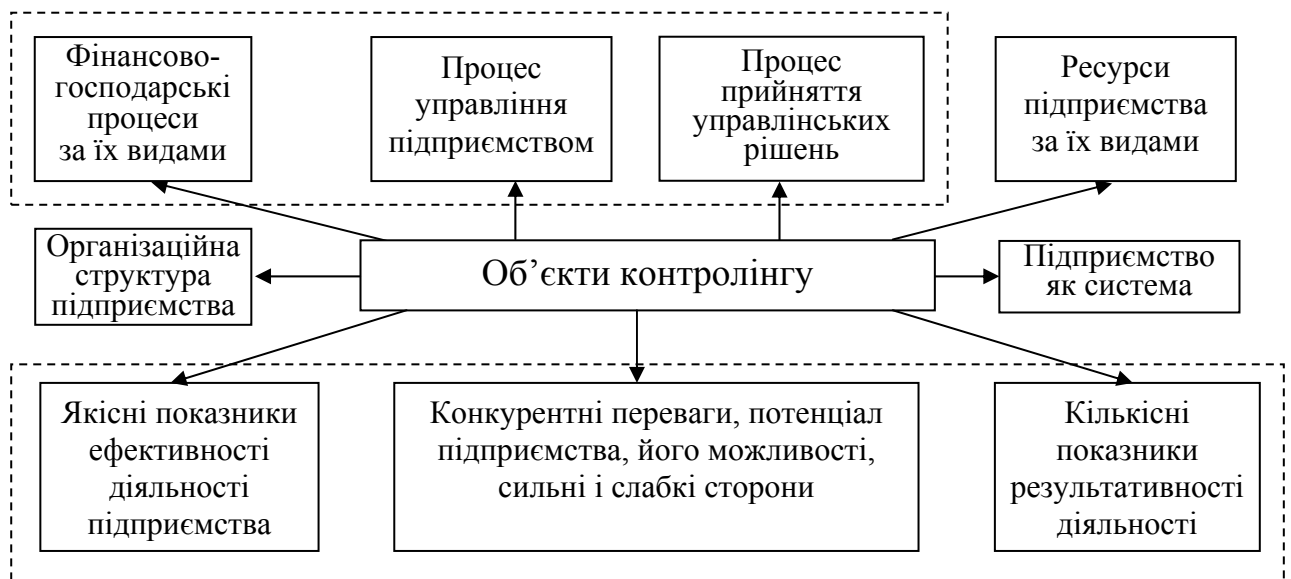 Фінансово-
господарські
процеси
за їх видами
Процес
управління
підприємством
Процес
прийняття
управлінських
рішень
Ресурси
підприємства
за їх видами
Організаційна
структура
підприємства
Об’єкти контролінгу
Підприємство
як система
Якісні показники
ефективності
діяльності
підприємства
Конкурентні переваги, потенціал
підприємства, його можливості,
сильні і слабкі сторони
Кількісні
показники
результативності
діяльності